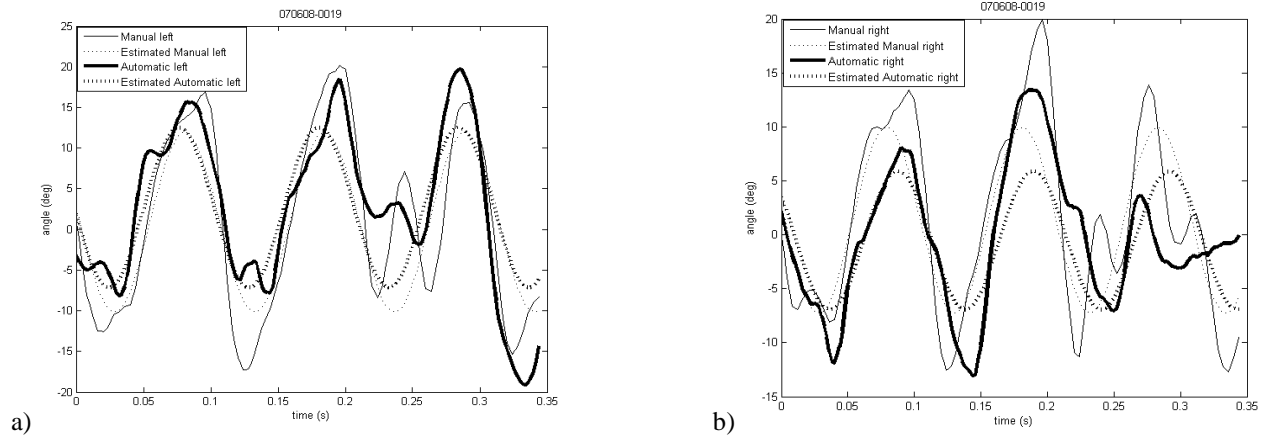 070608-0019
25
20
15
10
5
0
-5
-10
-15
-20
angle (deg)
Manual left
Estimated Manual left
Automatic left
Estimated Automatic left
0 0.05 0.1 0.15 0.2 0.25 0.3 0.35
time (s)
a)
070608-0019
20
15
10
5
0
-5
-10
-15
angle (deg)
Manual right
Estimated Manual right
Automatic right
Estimated Automatic right
0 0.05 0.1 0.15 0.2 0.25 0.3 0.35
time (s)
b)